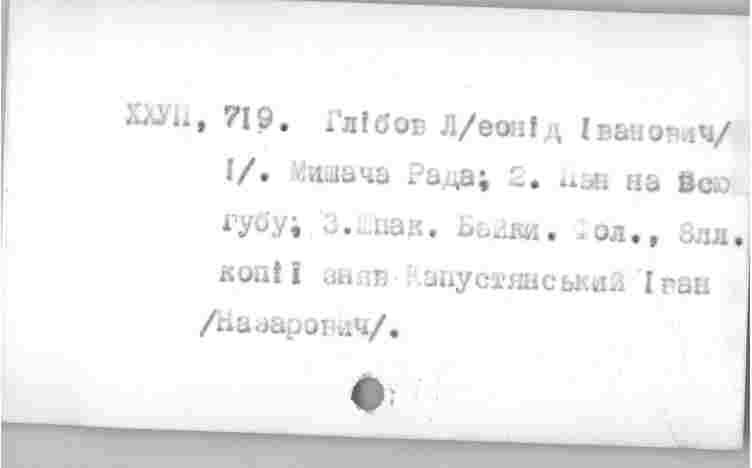 ХХУІІ, 719. Глібов Л/еонід Іванович/
І/. Мишача Рада; 2. Пан на всю
губу; 3.Шпак. Байки. Фол., 8лл.
копії зняв Капустянський Іван
/Назарович/.